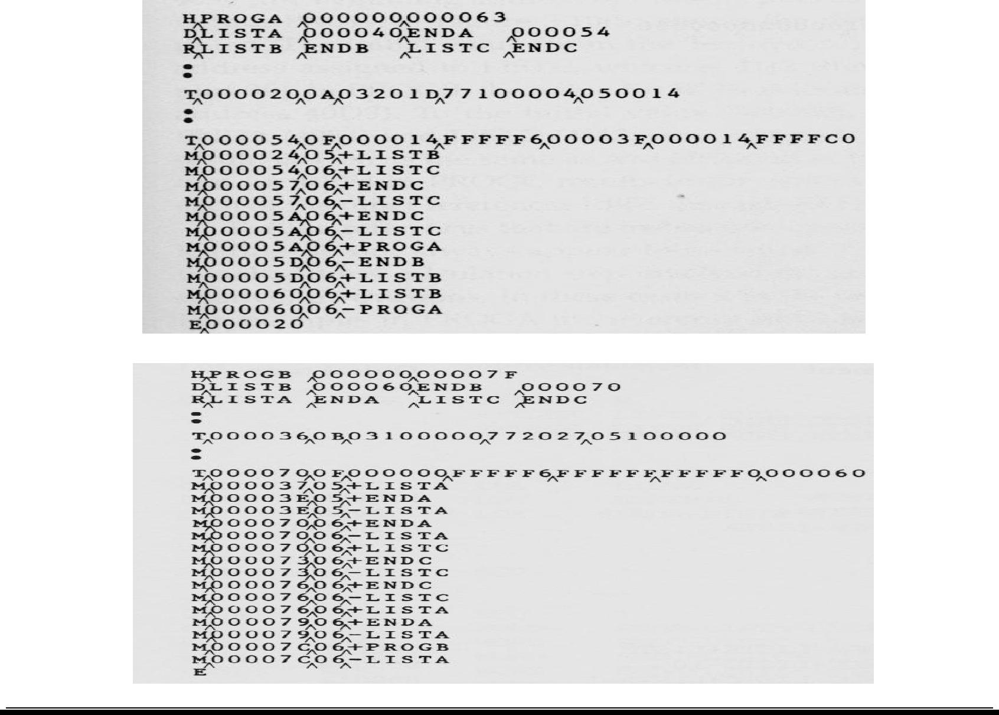 H^PROGA ^000000^000063
D^LISTA ^000040^ENDA ^000054
R^LISTB ^ENDB ^LISTC ^ENDC
:
T^000020^0A^03201D^77100004^050014
:
T^000054^0F^000014^FFFFF6^00003F^000014^FFFFC0
M^000024^05^+LISTB
M^000054^06^+LISTC
M^000057^06^+ENDC
M^000057^06^-LISTC
M^00005A^06^+ENDC
M^00005A^06^-LISTC
M^00005A^06^+PROGA
M^00005D^06^-ENDB
M^00005D^06^+LISTB
M^000060^06^+LISTB
M^000060^06^-PROGA
E^000020
H^PROGB ^000000^00007F
D^LISTB ^000060^ENDB ^000070
R^LISTA ^ENDA ^LISTC ^ENDC
:
T^000036^0B^03100000^772027^05100000
:
T^000070^0F^000000^FFFFF6^FFFFFF^FFFFF0^000060
M^000037^05^+LISTA
M^00003E^05^+ENDA
M^00003E^05^-LISTA
M^000070^06^+ENDA
M^000070^06^-LISTA
M^000070^06^+LISTC
M^000073^06^+ENDC
M^000073^06^-LISTC
M^000076^06^+ENDC
M^000076^06^-LISTC
M^000076^06^+LISTA
M^000079^06^+ENDA
M^000079^06^-LISTA
M^00007C^06^+PROGB
M^00007C^06^-LISTA
E